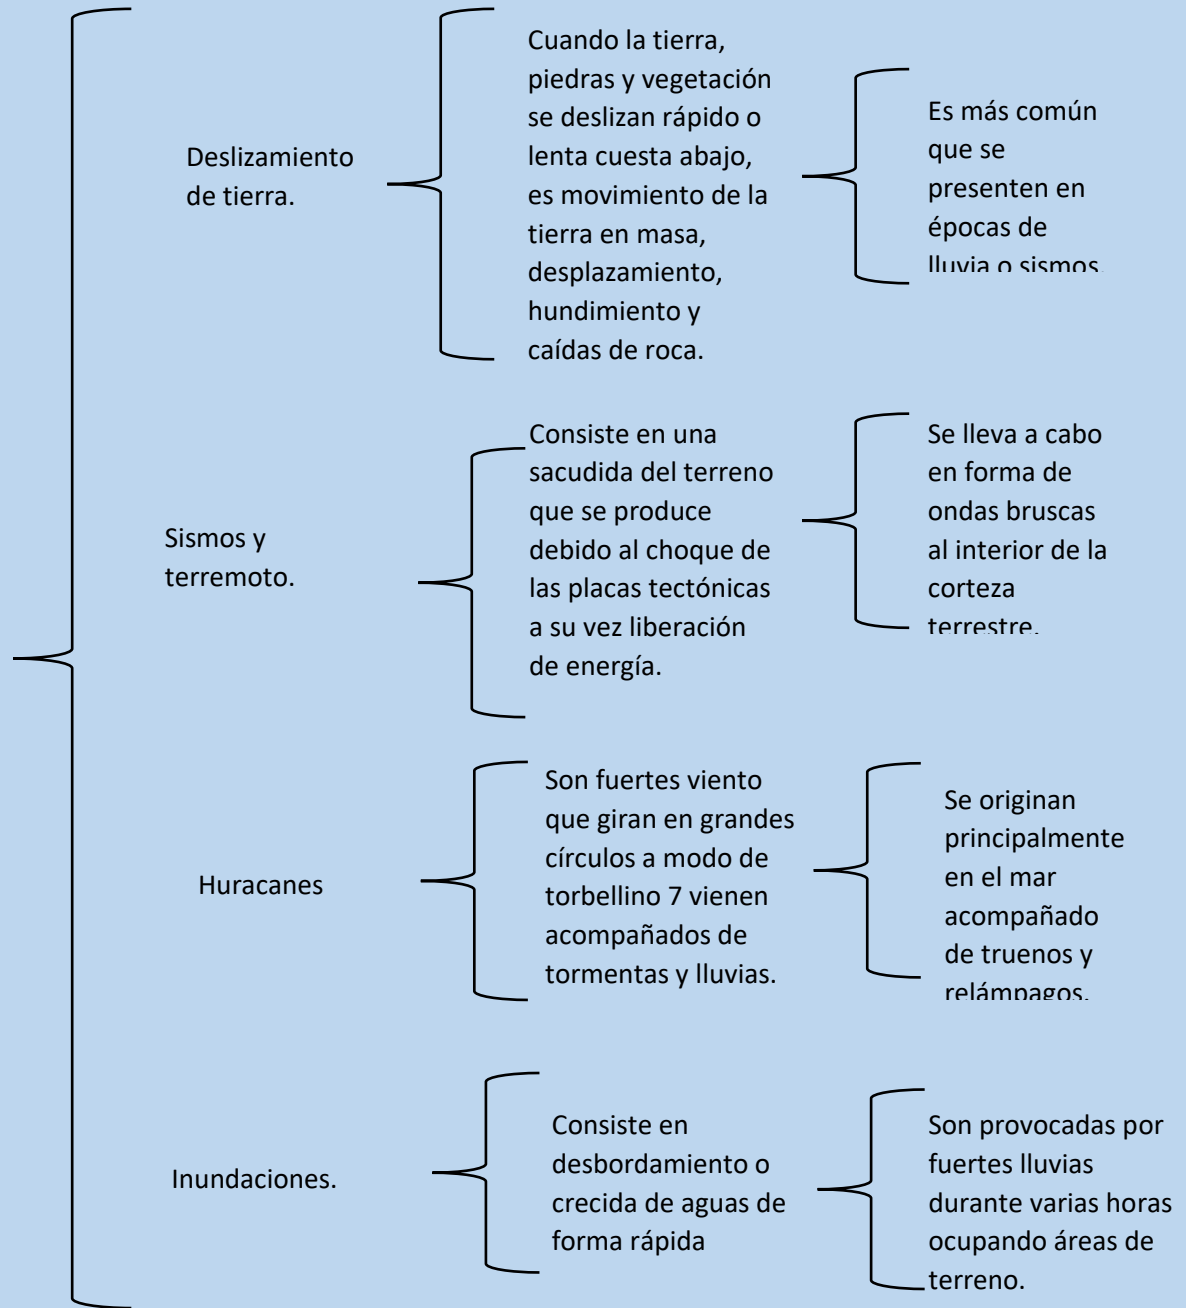 Deslizamiento
de tierra.
Cuando la tierra,
piedras y vegetación
se deslizan rápido o
lenta cuesta abajo,
es movimiento de la
tierra en masa,
desplazamiento,
hundimiento y
caídas de roca.
Es más común
que se
presenten en
épocas de
lluvia o sismos.
Sismos y
terremoto.
Consiste en una
sacudida del terreno
que se produce
debido al choque de
las placas tectónicas
a su vez liberación
de energía.
Se lleva a cabo
en forma de
ondas bruscas
al interior de la
corteza
terrestre.
Huracanes
Son fuertes viento
que giran en grandes
círculos a modo de
torbellino 7 vienen
acompañados de
tormentas y lluvias.
Se originan
principalmente
en el mar
acompañado
de truenos y
relámpagos.
Inundaciones.
Consiste en
desbordamiento o
crecida de aguas de
forma rápida
Son provocadas por
fuertes lluvias
durante varias horas
ocupando áreas de
terreno.